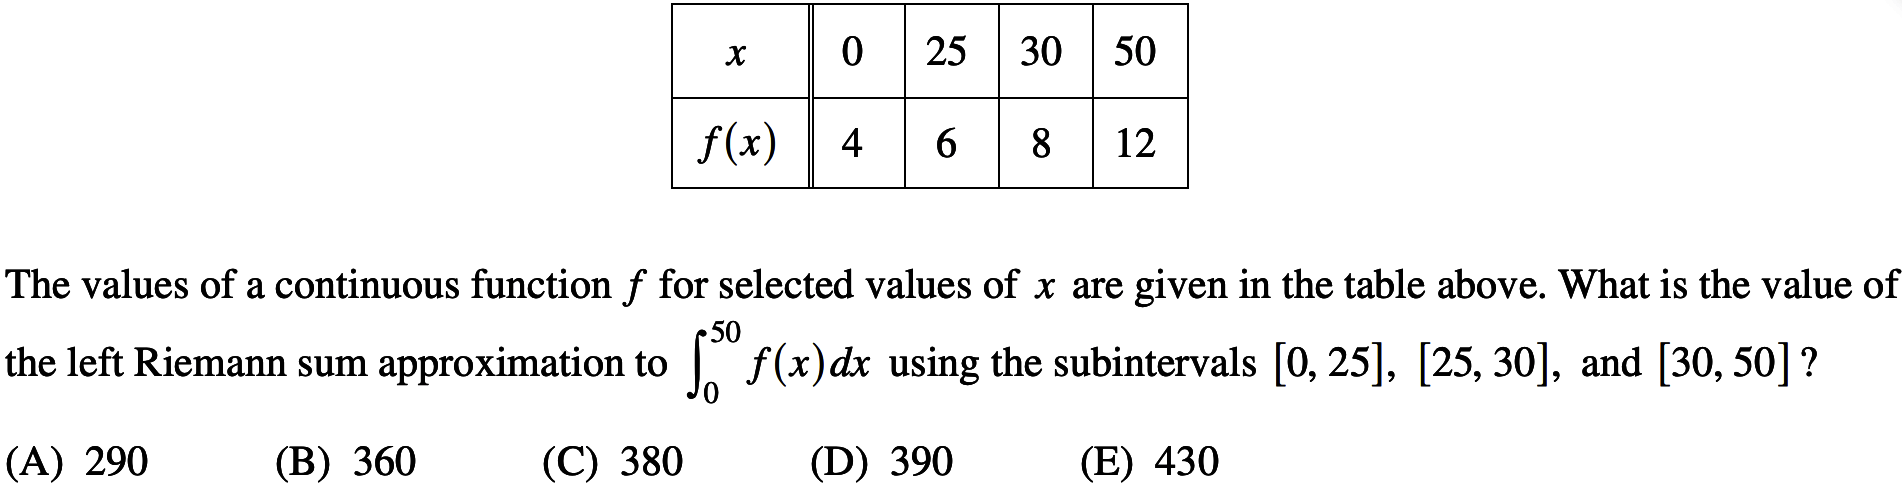 x 0 25 30 50
f(x) 4 6 8 12
The values of a continuous function f for selected values of x are given in the table above. What is the value of
the left Riemann sum approximation to ∫₀⁵⁰ f(x)dx using the subintervals [0, 25], [25, 30], and [30, 50]?
(A) 290 (B) 360 (C) 380 (D) 390 (E) 430